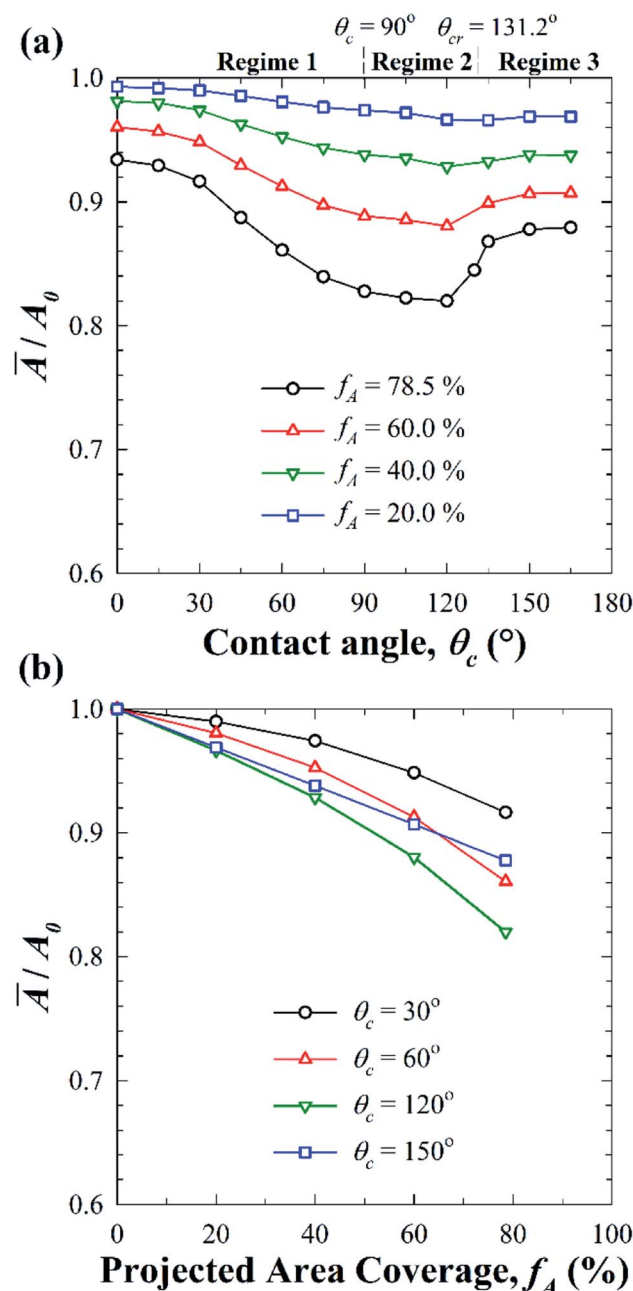 (a)
θc = 90° θcr = 131.2°
Regime 1 Regime 2 Regime 3
1.0
0.9
0.8
0.7
0.6
A̅ / A0
fA = 78.5 %
fA = 60.0 %
fA = 40.0 %
fA = 20.0 %
0 30 60 90 120 150 180
Contact angle, θc (°)
(b)
1.0
0.9
0.8
0.7
0.6
A̅ / A0
θc = 30°
θc = 60°
θc = 120°
θc = 150°
0 20 40 60 80 100
Projected Area Coverage, fA (%)